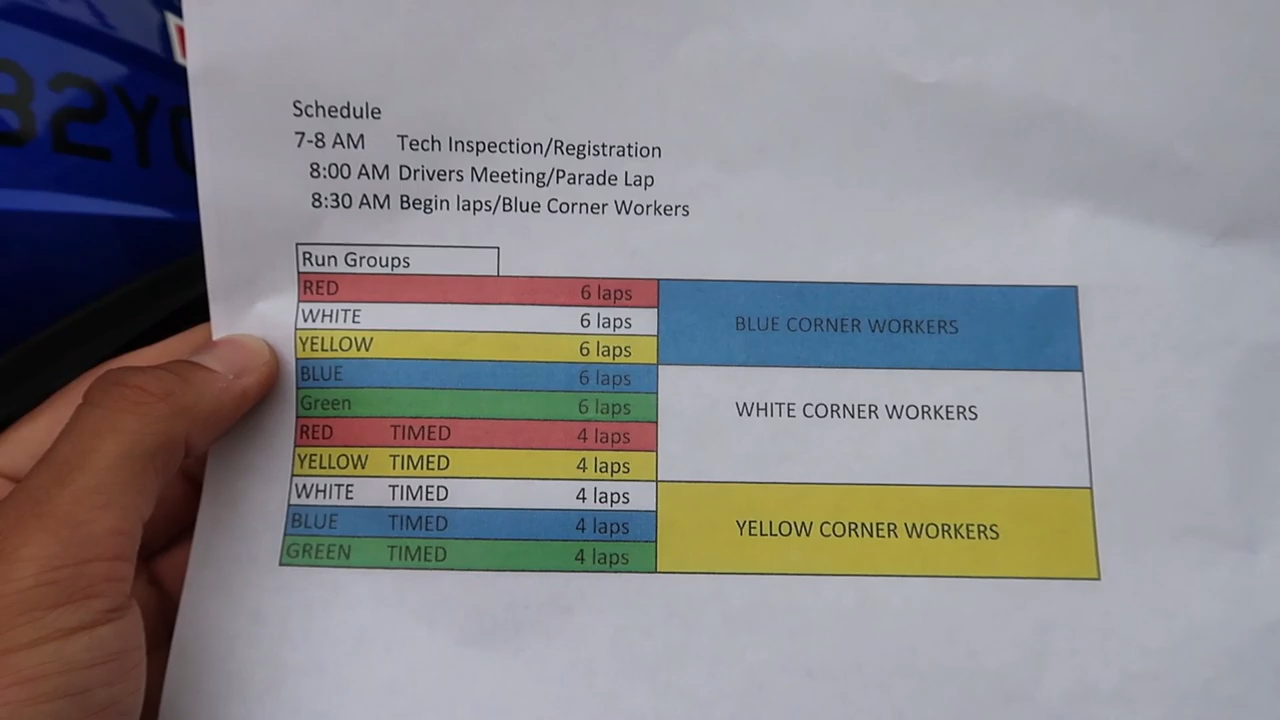 Schedule
7-8 AM Tech Inspection/Registration
8:00 AM Drivers Meeting/Parade Lap
8:30 AM Begin laps/Blue Corner Workers
Run Groups
RED 6 laps
WHITE 6 laps
BLUE CORNER WORKERS
YELLOW 6 laps
BLUE 6 laps
Green 6 laps
WHITE CORNER WORKERS
RED TIMED 4 laps
YELLOW TIMED 4 laps
WHITE TIMED 4 laps
BLUE TIMED 4 laps
YELLOW CORNER WORKERS
GREEN TIMED 4 laps